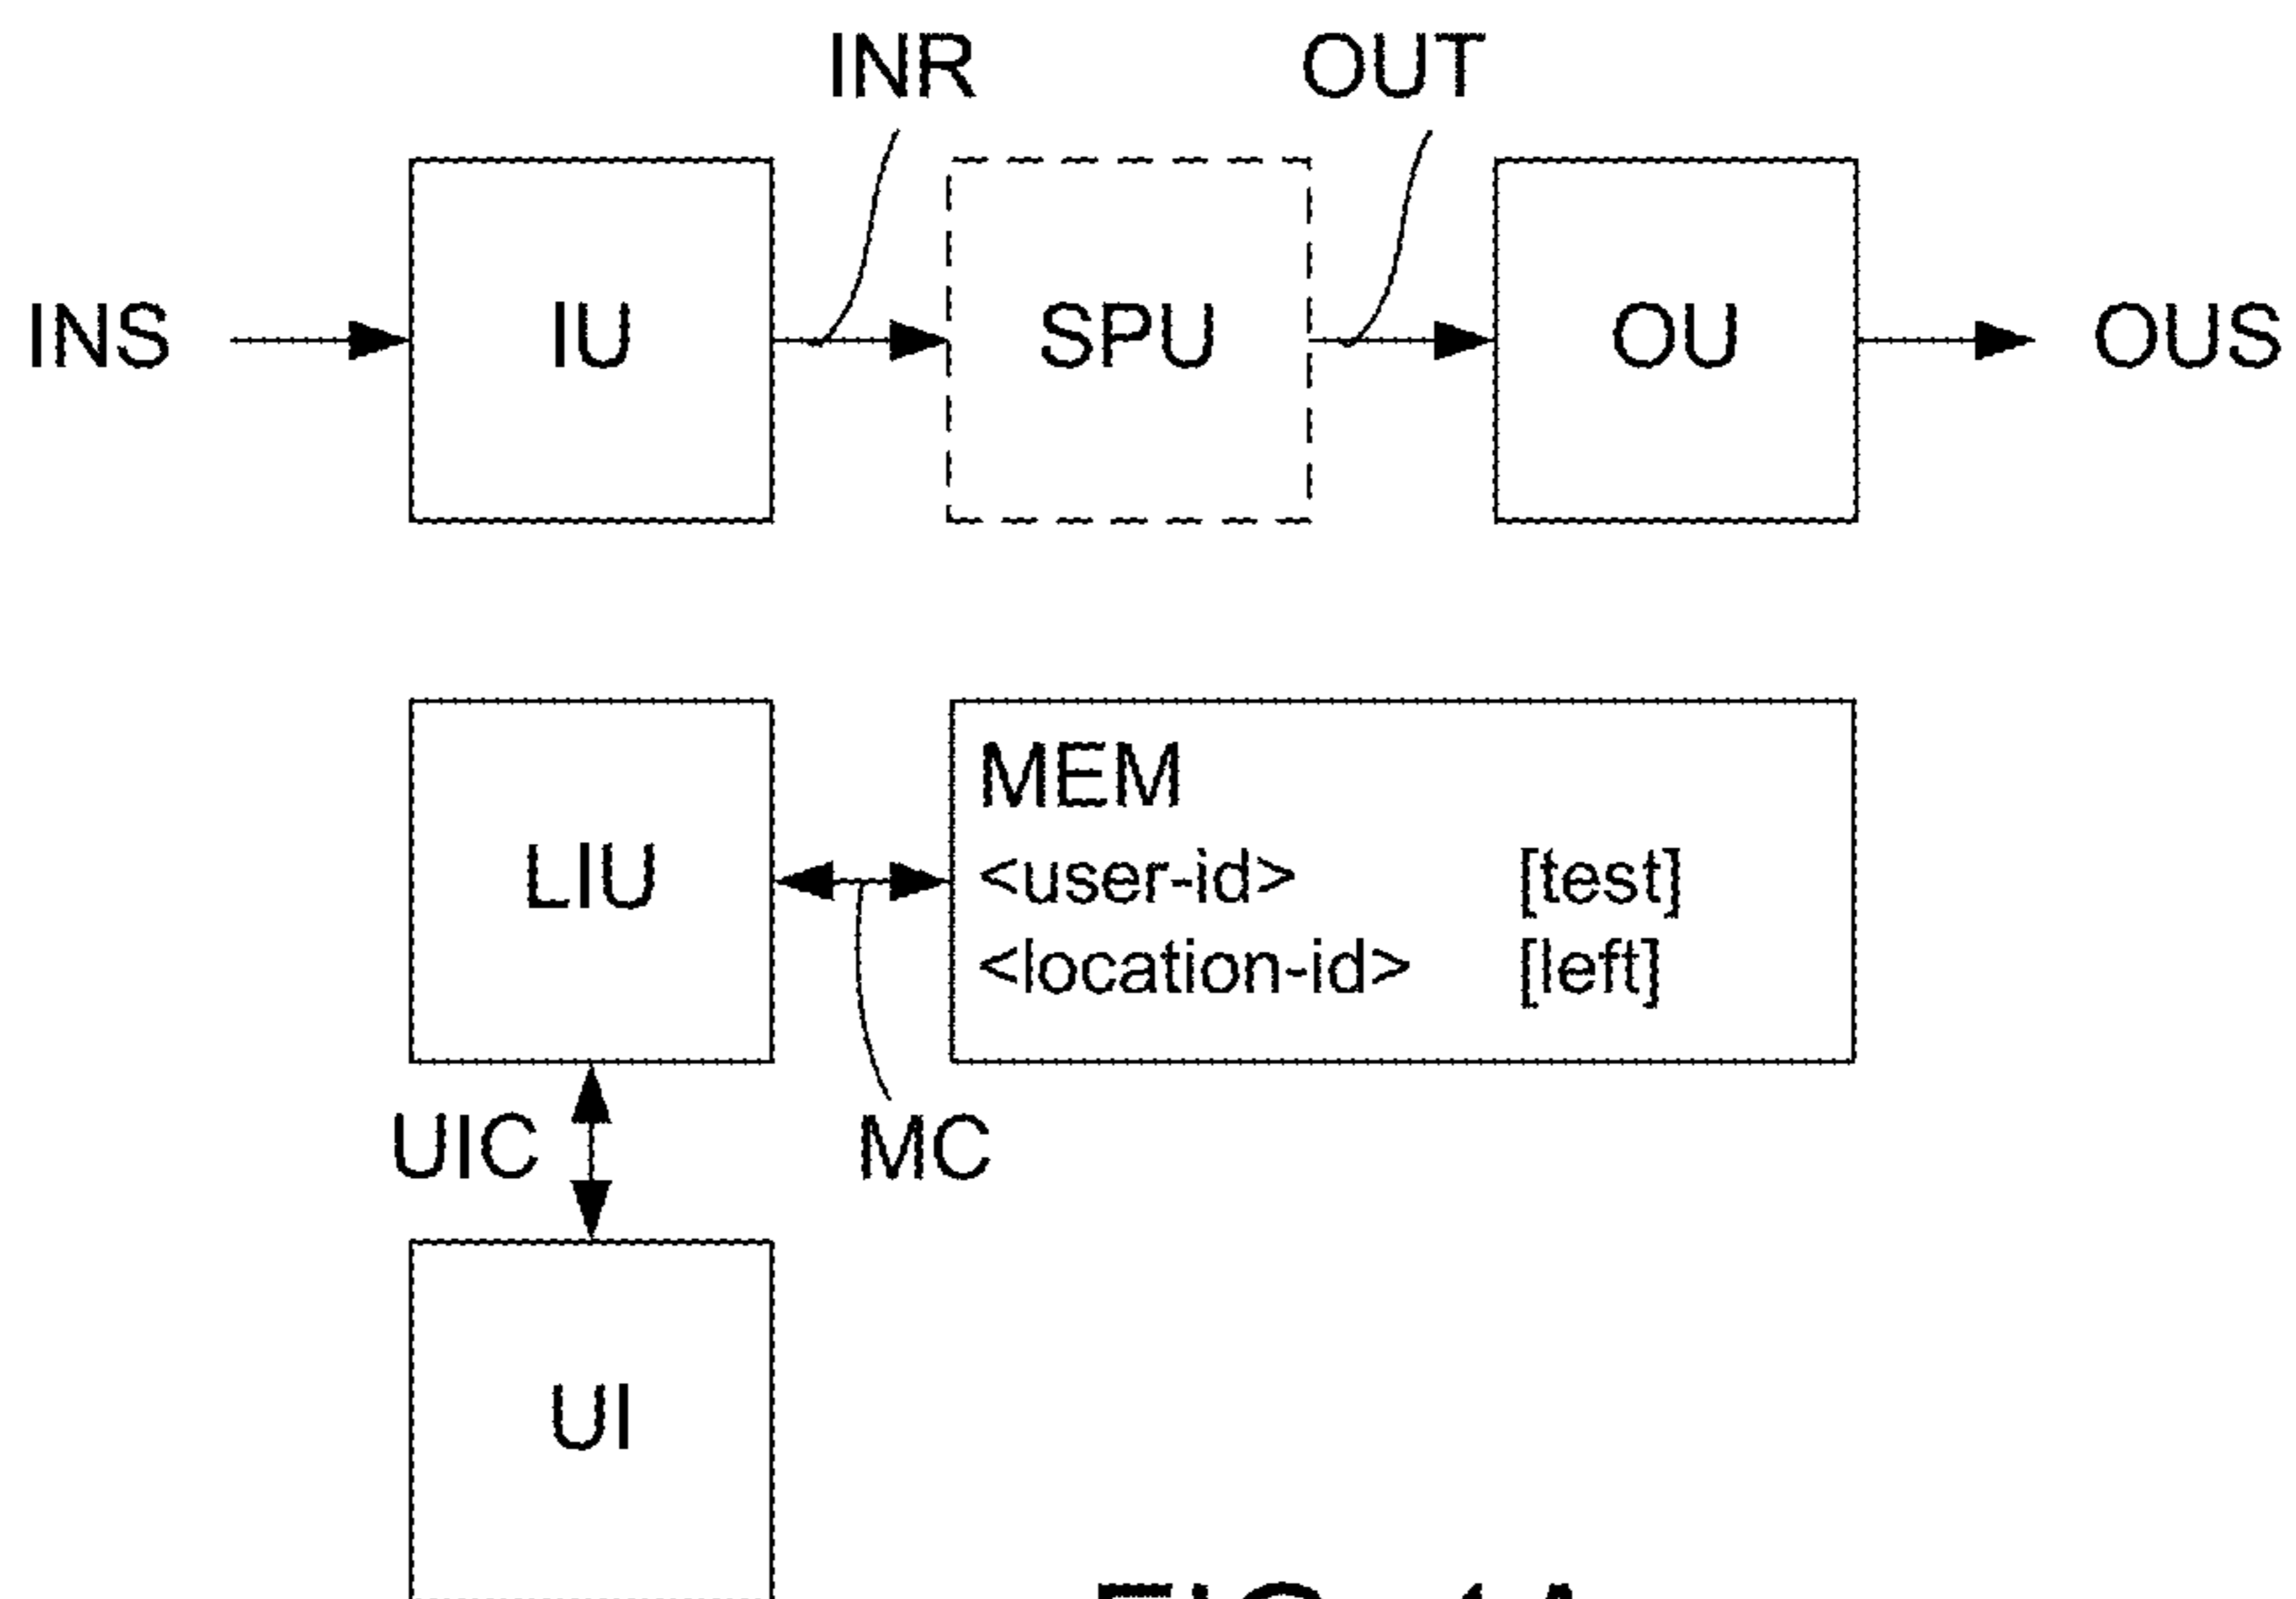 INR OUT
INS IU SPU OU OUS
MEM
LIU <user-id> [test]
<location-id> [left]
UIC MC
UI